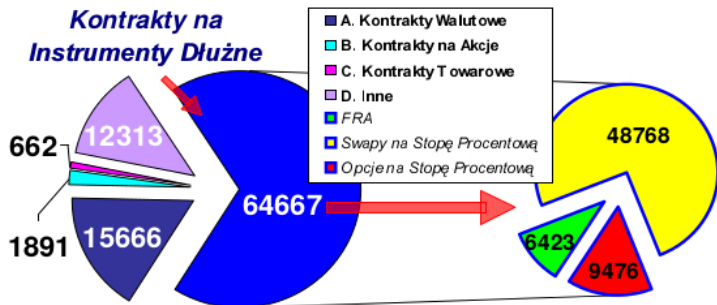 Kontrakty na
Instrumenty Dłużne
A. Kontrakty Walutowe
B. Kontrakty na Akcje
C. Kontrakty Towarowe
D. Inne
FRA
Swapy na Stopę Procentową
Opcje na Stopę Procentową
12313
662
1891
15666
64667
48768
6423
9476